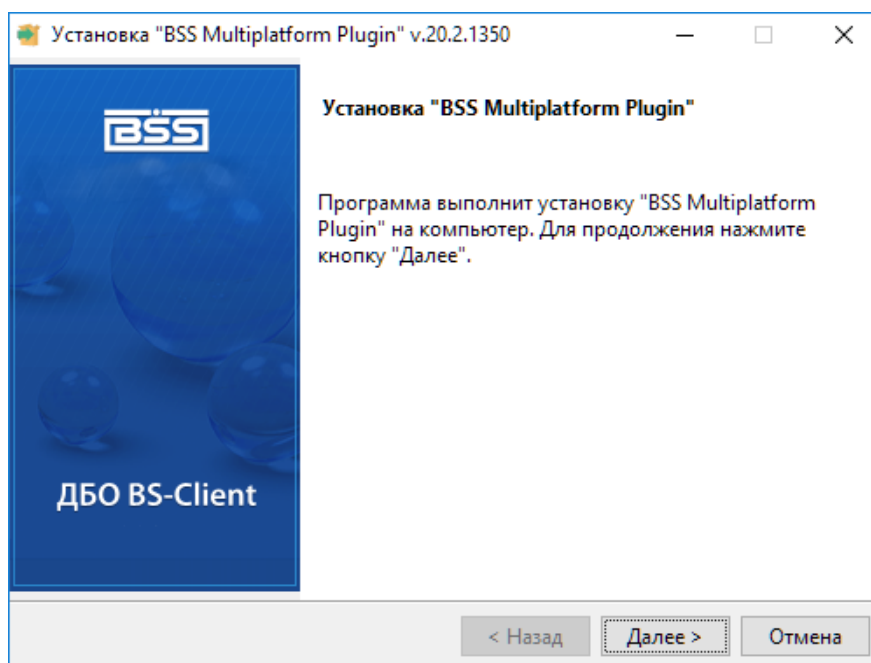 Установка "BSS Multiplatform Plugin" v.20.2.1350
BSS
ДБО BS-Client
Установка "BSS Multiplatform Plugin"
Программа выполнит установку "BSS Multiplatform
Plugin" на компьютер. Для продолжения нажмите
кнопку "Далее".
< Назад
Далее >
Отмена